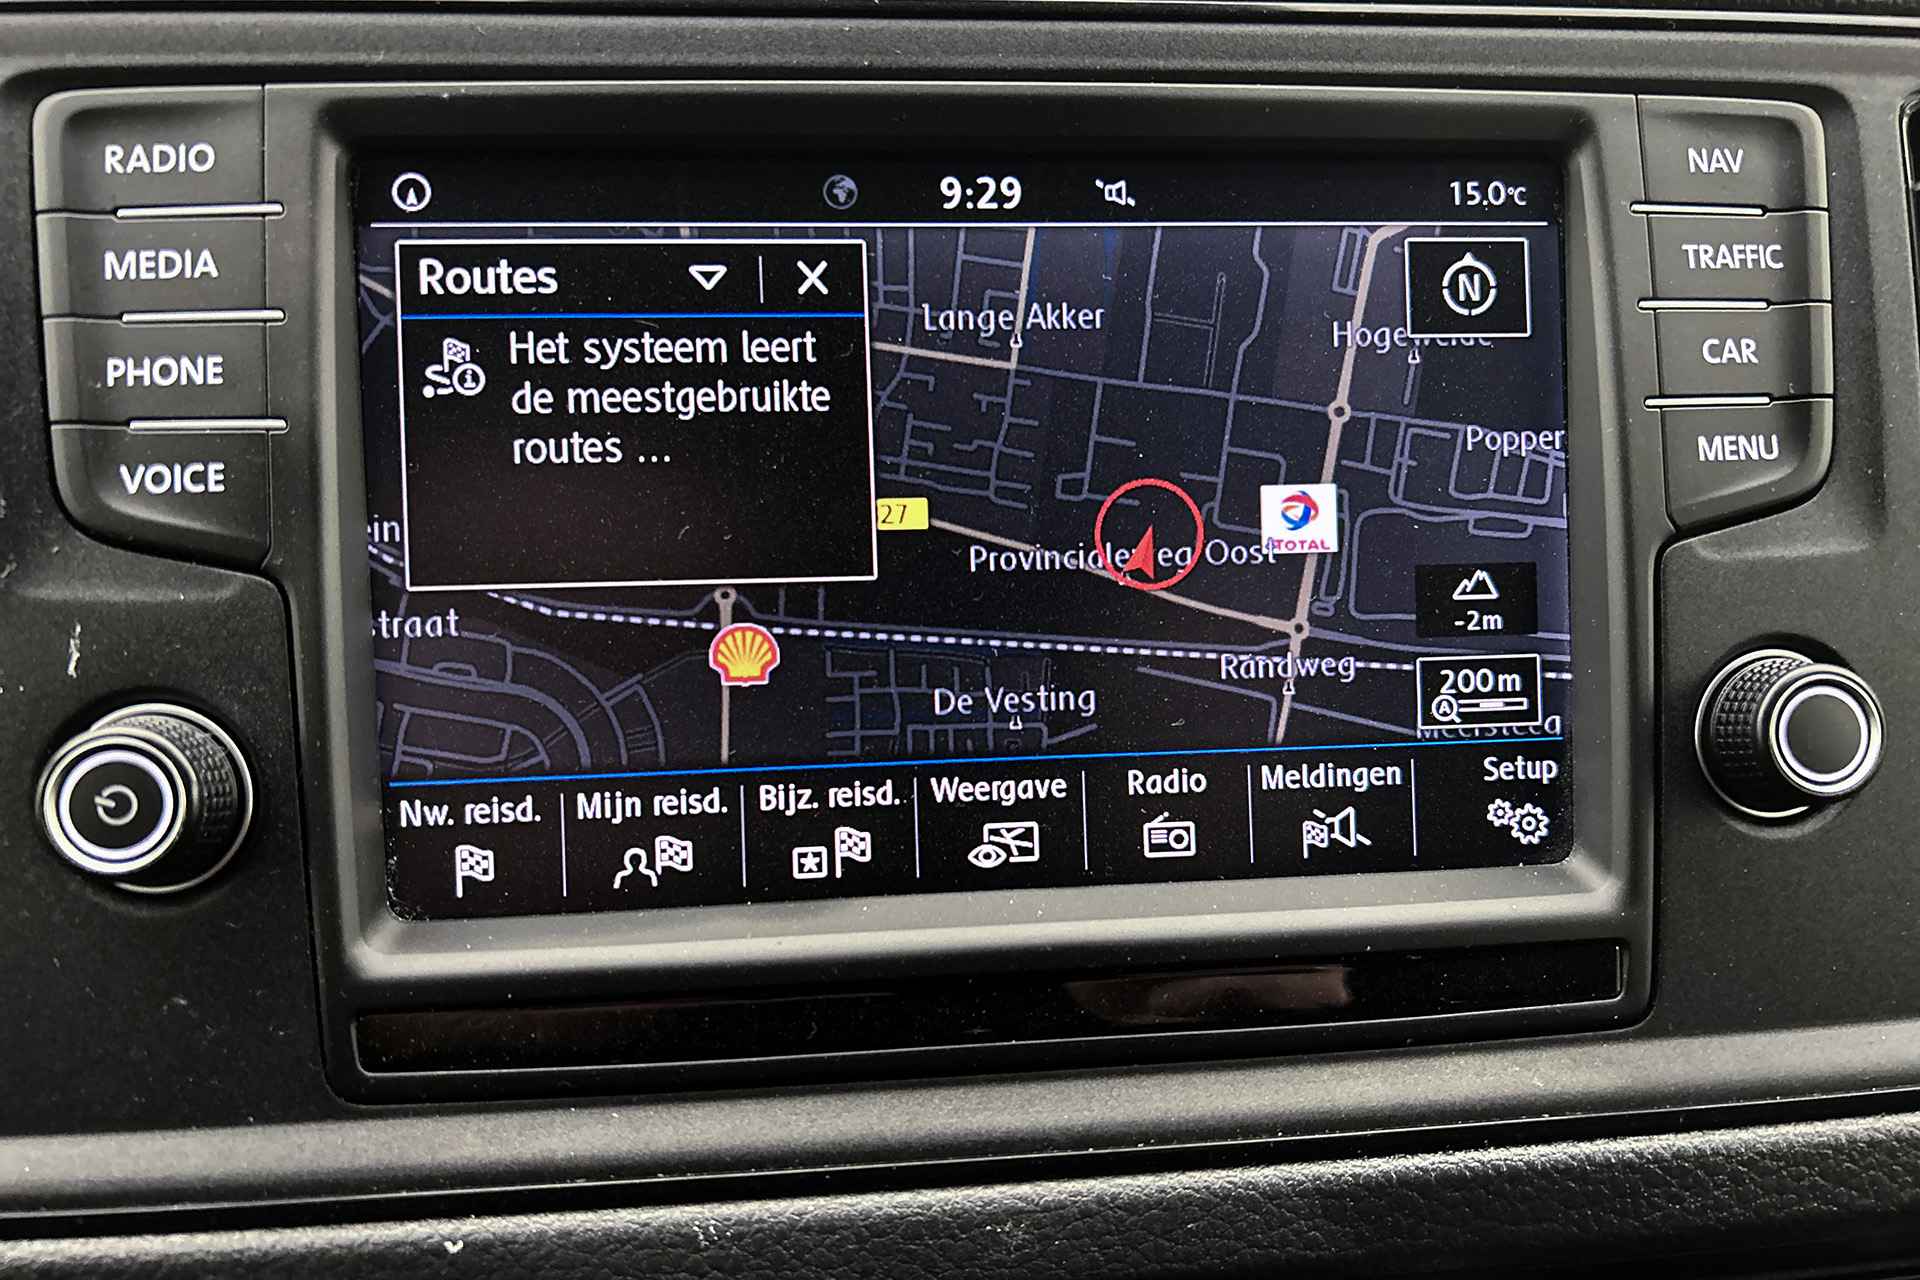 RADIO
MEDIA
PHONE
VOICE
NAV
TRAFFIC
CAR
MENU
9:29
15.0°C
Routes
Het systeem leert
de meestgebruikte
routes ...
N
Lange Akker
Popper
27
TOTAL
Provincialeweg Oost
-2m
straat
Randweg
200m
A
De Vesting
Nw. reisd.
Mijn reisd.
Bijz. reisd.
Weergave
Radio
Meldingen
Setup